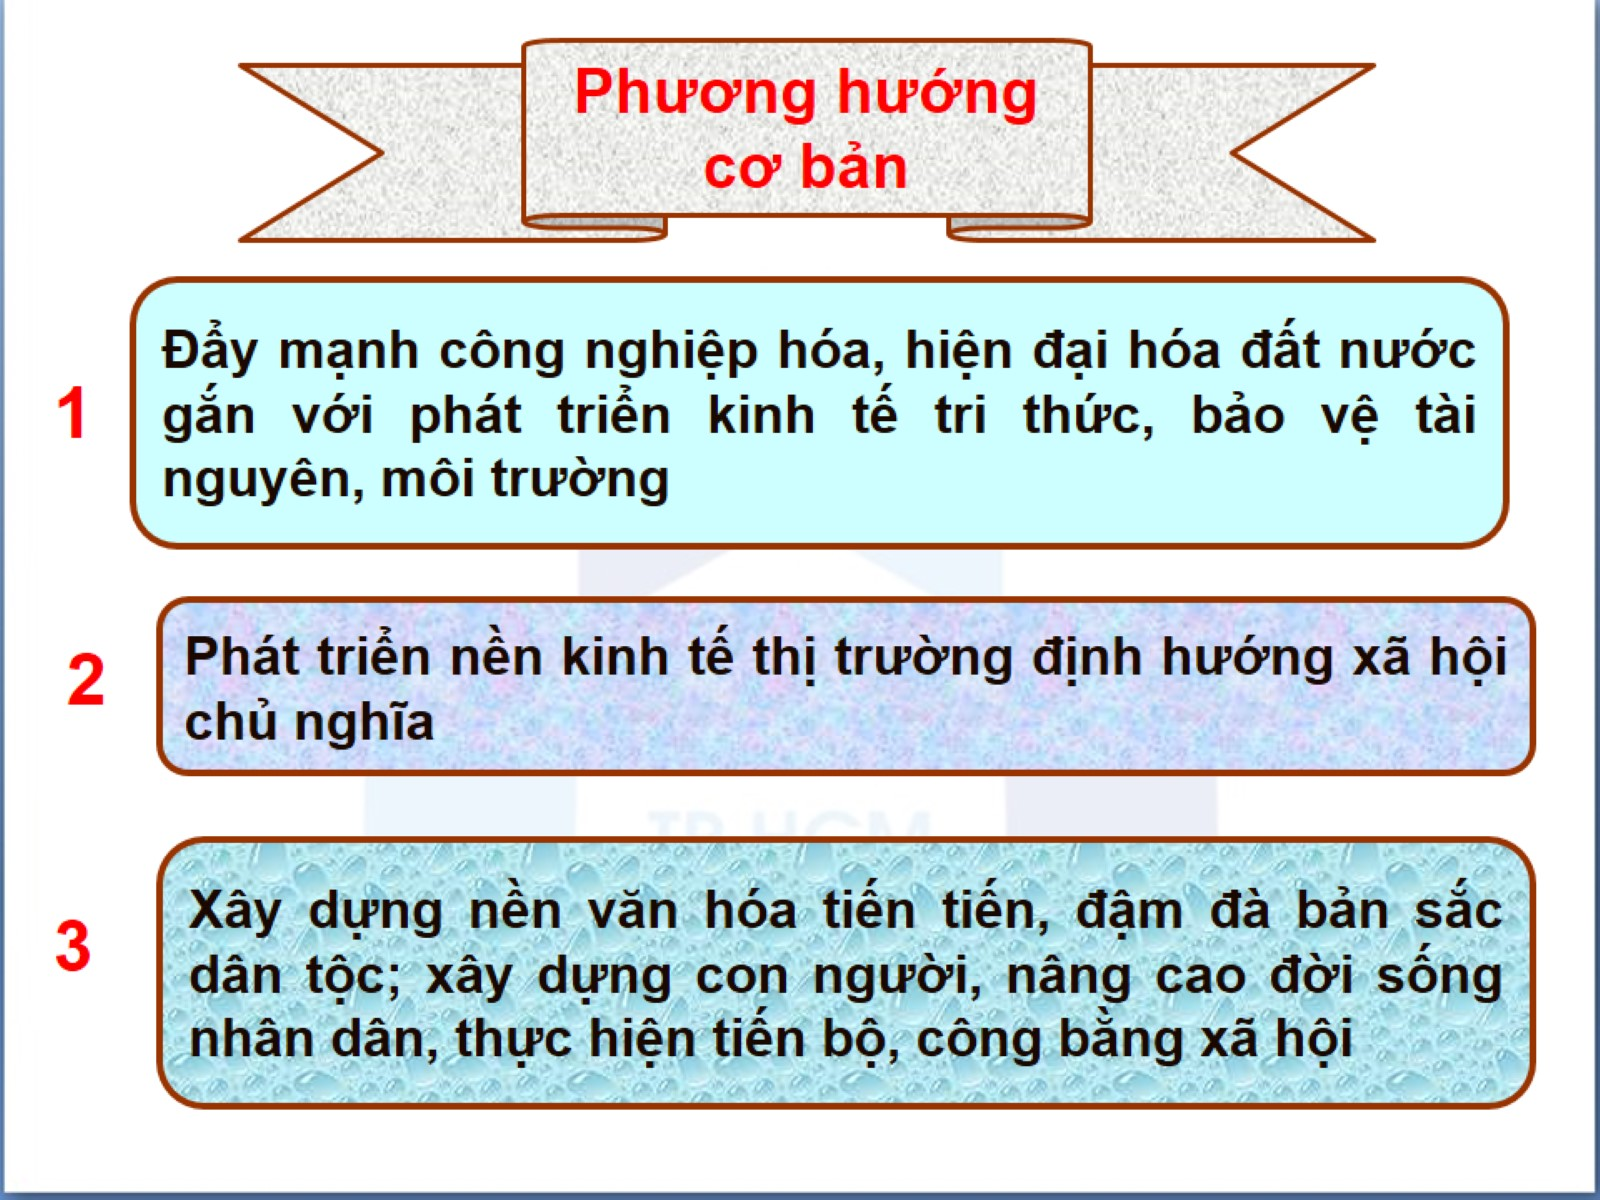 Phương hướng
cơ bản
1
Đẩy mạnh công nghiệp hóa, hiện đại hóa đất nước
gắn với phát triển kinh tế tri thức, bảo vệ tài
nguyên, môi trường
2
Phát triển nền kinh tế thị trường định hướng xã hội
chủ nghĩa
TP.HCM
3
Xây dựng nền văn hóa tiến tiến, đậm đà bản sắc
dân tộc; xây dựng con người, nâng cao đời sống
nhân dân, thực hiện tiến bộ, công bằng xã hội